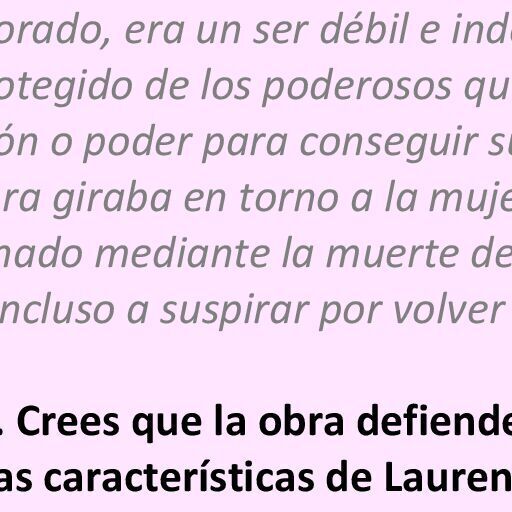 orado, era un ser débil e ind
otegido de los poderosos qu
ón o poder para conseguir s
ra giraba en torno a la muje
nado mediante la muerte de
ncluso a suspirar por volver
. Crees que la obra defiende
as características de Lauren